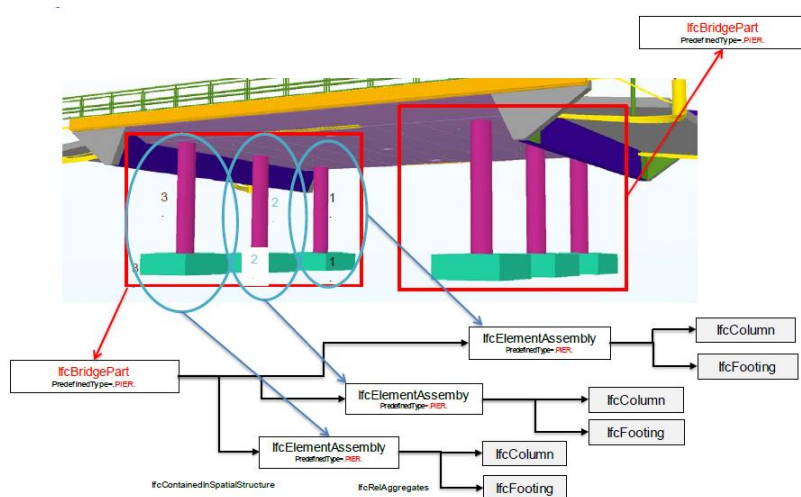 IfcBridgePart
PredefinedType=.PIER.
3
.
2
.
1
.
3
.
2
.
1
.
IfcElementAssembly
PredefinedType=.PIER.
IfcColumn
IfcFooting
IfcBridgePart
PredefinedType=.PIER.
IfcElementAssemby
PredefinedType=.PIER.
IfcColumn
IfcFooting
IfcElementAssembly
PredefinedType=.PIER.
IfcColumn
IfcFooting
IfcContainedInSpatialStructure
IfcRelAggregates